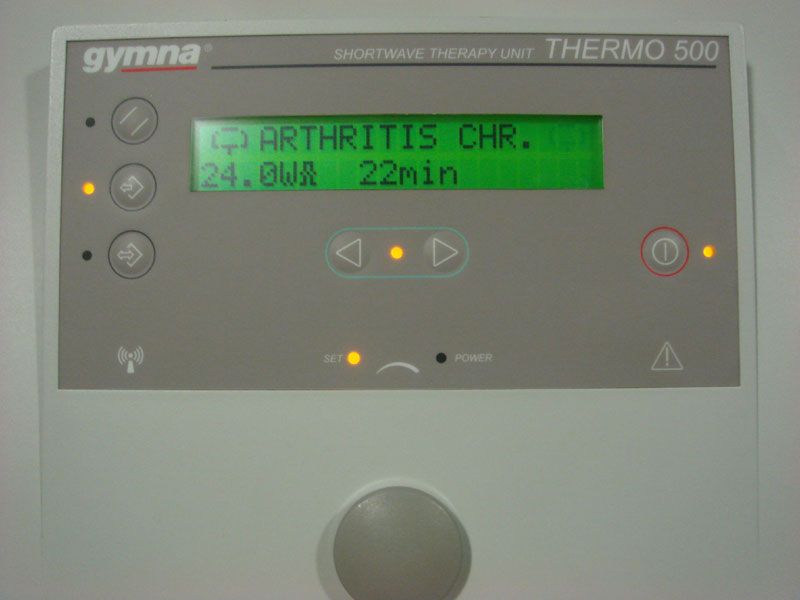 gymna®
SHORTWAVE THERAPY UNIT THERMO 500
ARTHRITIS CHR.
24.0W 22min
SET
POWER